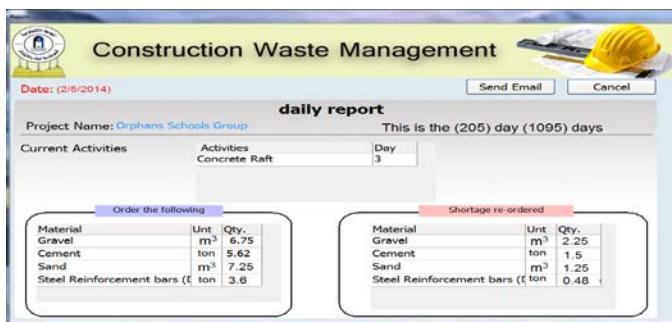 Report
Construction Waste Management
Date: (2/6/2014)
Send Email
Cancel
daily report
Project Name: Orphans Schools Group
This is the (205) day (1095) days
Current Activities
Activities Day
Concrete Raft 3
Order the following
Material Unt Qty.
Gravel m³ 6.75
Cement ton 5.62
Sand m³ 7.25
Steel Reinforcement bars (D ton 3.6
Shortage re-ordered
Material Unt Qty.
Gravel m³ 2.25
Cement ton 1.5
Sand m³ 1.25
Steel Reinforcement bars (D ton 0.48